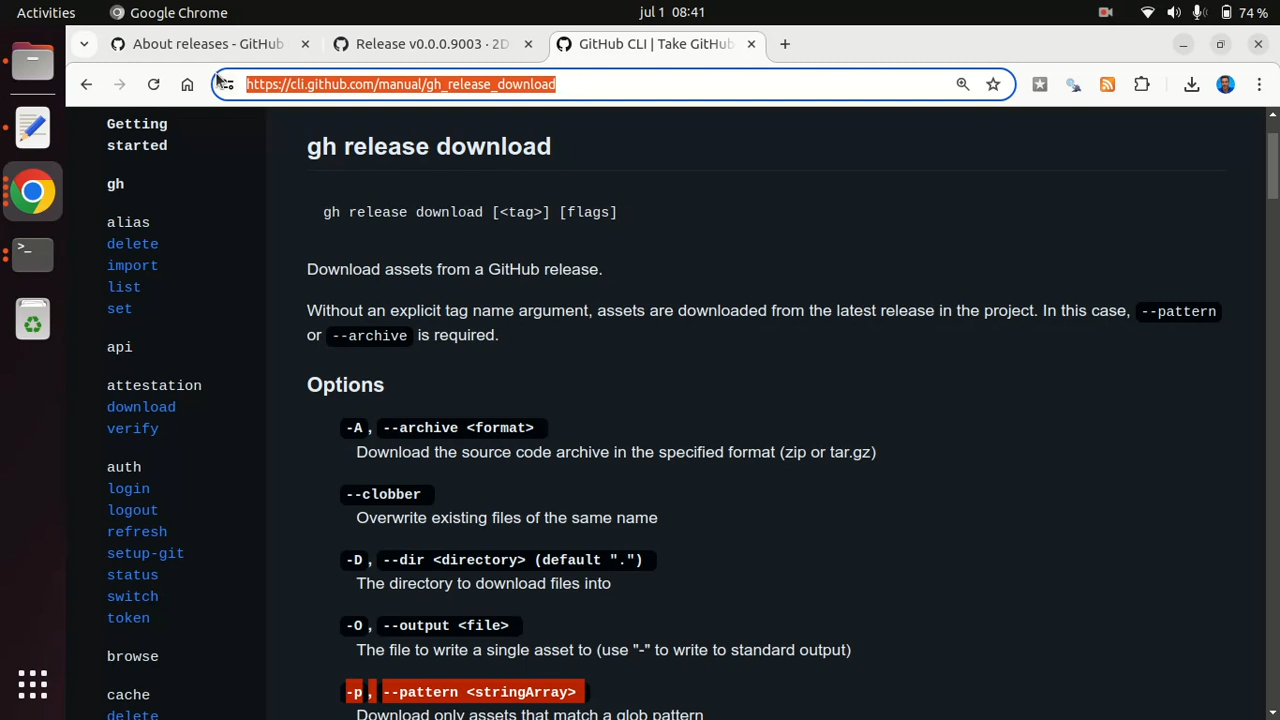 Activities
Google Chrome
jul 1 08:41
74 %
About releases - GitHub
Release v0.0.0.9003 · 2D
GitHub CLI | Take GitHub
https://cli.github.com/manual/gh_release_download
Getting
started
gh
alias
delete
import
list
set
api
attestation
download
verify
auth
login
logout
refresh
setup-git
status
switch
token
browse
cache
delete
gh release download
gh release download [<tag>] [flags]
Download assets from a GitHub release.
Without an explicit tag name argument, assets are downloaded from the latest release in the project. In this case, --pattern
or --archive is required.
Options
-A, --archive <format>
Download the source code archive in the specified format (zip or tar.gz)
--clobber
Overwrite existing files of the same name
-D, --dir <directory> (default ".")
The directory to download files into
-O, --output <file>
The file to write a single asset to (use "-" to write to standard output)
-p, --pattern <stringArray>
Download only assets that match a glob pattern